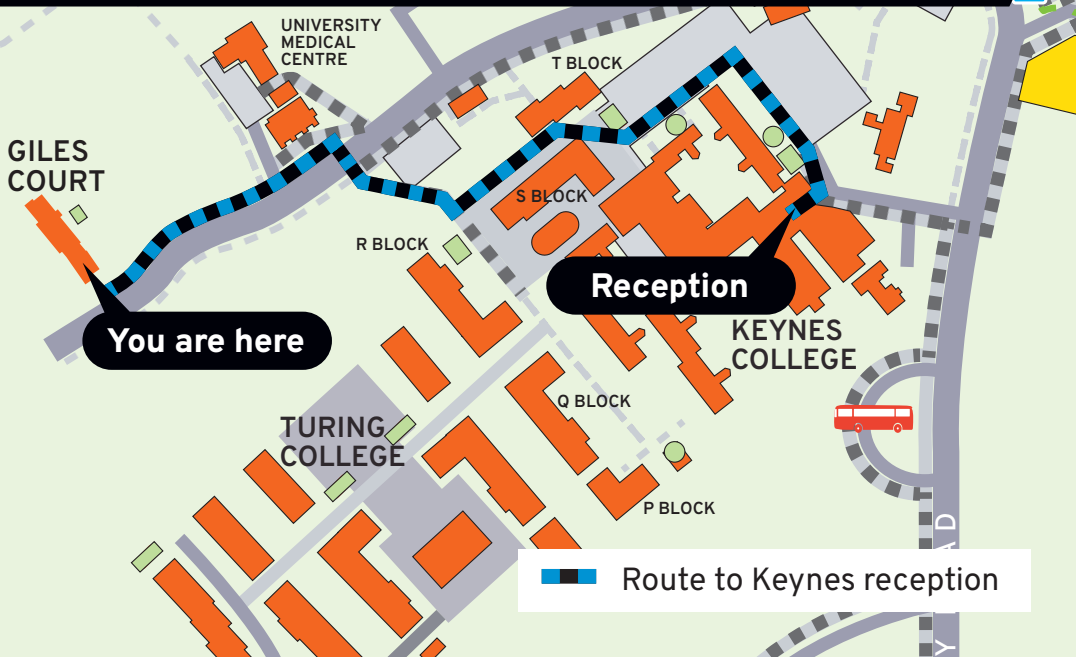 UNIVERSITY
MEDICAL
CENTRE
T BLOCK
GILES
COURT
S BLOCK
R BLOCK
Reception
You are here
KEYNES
COLLEGE
Q BLOCK
TURING
COLLEGE
P BLOCK
Route to Keynes reception